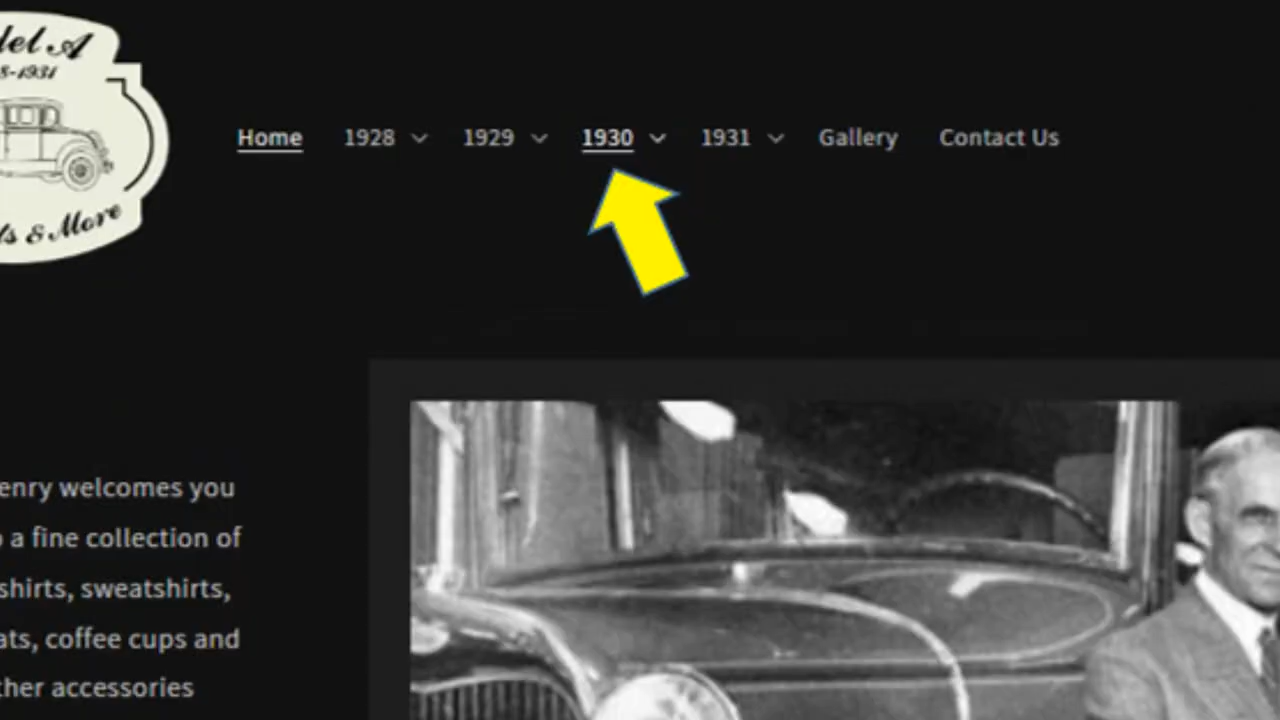 del A
8-1931
& More
Home 1928 1929 1930 1931 Gallery Contact Us
enry welcomes you
a fine collection of
shirts, sweatshirts,
ats, coffee cups and
ther accessories